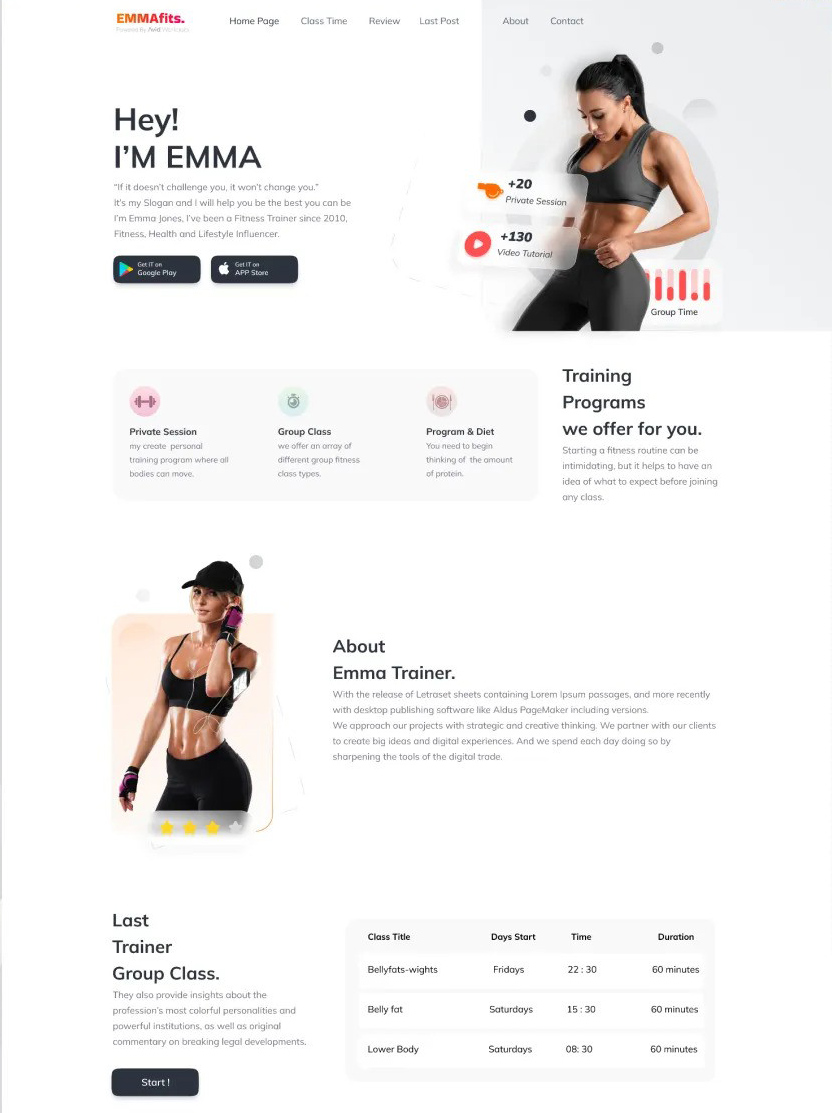 EMMAfits.
Powered by Avid Workouts
Home Page Class Time Review Last Post About Contact
Hey!
I'M EMMA
"If it doesn't challenge you, it won't change you."
It's my Slogan and I will help you be the best you can be
I'm Emma Jones, I've been a Fitness Trainer since 2010,
Fitness, Health and Lifestyle Influencer.
Get IT on
Google Play
Get IT on
APP Store
+20
Private Session
+130
Video Tutorial
Group Time
Private Session
my create personal
training program where all
bodies can move.
Group Class
we offer an array of
different group fitness
class types.
Program & Diet
You need to begin
thinking of the amount
of protein.
Training
Programs
we offer for you.
Starting a fitness routine can be
intimidating, but it helps to have an
idea of what to expect before joining
any class.
About
Emma Trainer.
With the release of Letraset sheets containing Lorem Ipsum passages, and more recently
with desktop publishing software like Aldus PageMaker including versions.
We approach our projects with strategic and creative thinking. We partner with our clients
to create big ideas and digital experiences. And we spend each day doing so by
sharpening the tools of the digital trade.
Last
Trainer
Group Class.
They also provide insights about the
profession's most colorful personalities and
powerful institutions, as well as original
commentary on breaking legal developments.
Start !
Class Title Days Start Time Duration
Bellyfats-wights Fridays 22 : 30 60 minutes
Belly fat Saturdays 15 : 30 60 minutes
Lower Body Saturdays 08: 30 60 minutes